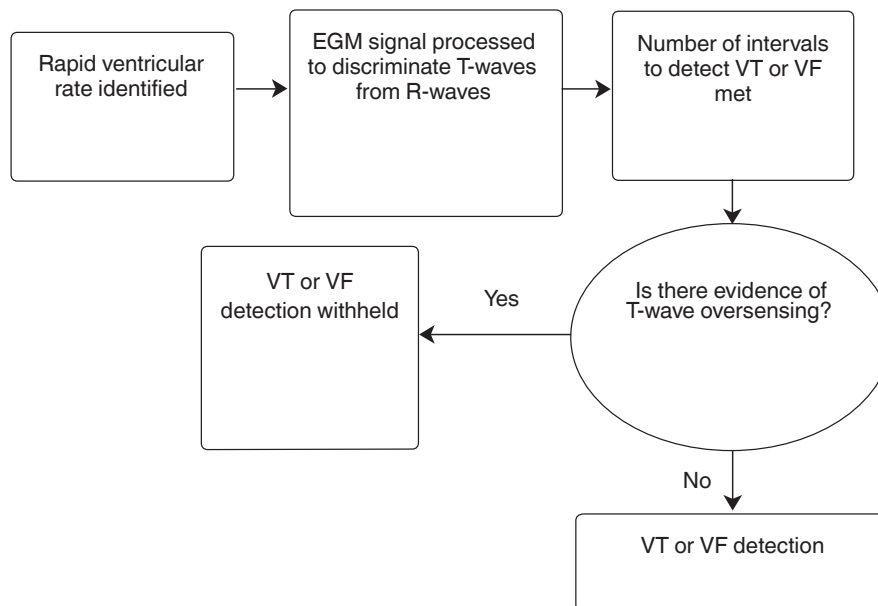 Rapid ventricular
rate identified
EGM signal processed
to discriminate T-waves
from R-waves
Number of intervals
to detect VT or VF
met
Is there evidence of
T-wave oversensing?
Yes
VT or VF
detection withheld
No
VT or VF detection